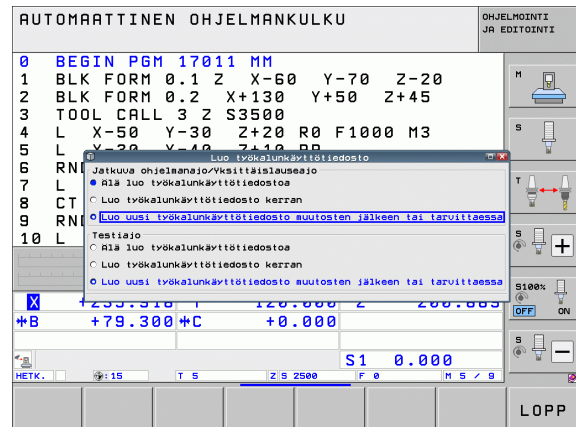 AUTOMAATTINEN OHJELMANKULKU
OHJELMOINTI
JA EDITOINTI
0 BEGIN PGM 17011 MM
1 BLK FORM 0.1 Z X-60 Y-70 Z-20
2 BLK FORM 0.2 X+130 Y+50 Z+45
3 TOOL CALL 3 Z S3500
4 L X-50 Y-30 Z+20 R0 F1000 M3
5 L X-30 Y-40 Z+10 RR
6 RND
7 L
8 CT
9 RND
10 L
Luo työkalunkäyttötiedosto
Jatkuva ohjelmanajo/Yksittäislauseajo
Älä luo työkalunkäyttötiedostoa
Luo työkalunkäyttötiedosto kerran
Luo uusi työkalunkäyttötiedosto muutosten jälkeen tai tarvittaessa
Testiajo
Älä luo työkalunkäyttötiedostoa
Luo työkalunkäyttötiedosto kerran
Luo uusi työkalunkäyttötiedosto muutosten jälkeen tai tarvittaessa
X Y Z
*B +79.300 *C +0.000
S1 0.000
HETK. : 15 T 5 Z S 2500 F 0 M 5 / 9
M
S
T
S
S100%
OFF ON
S
LOPP